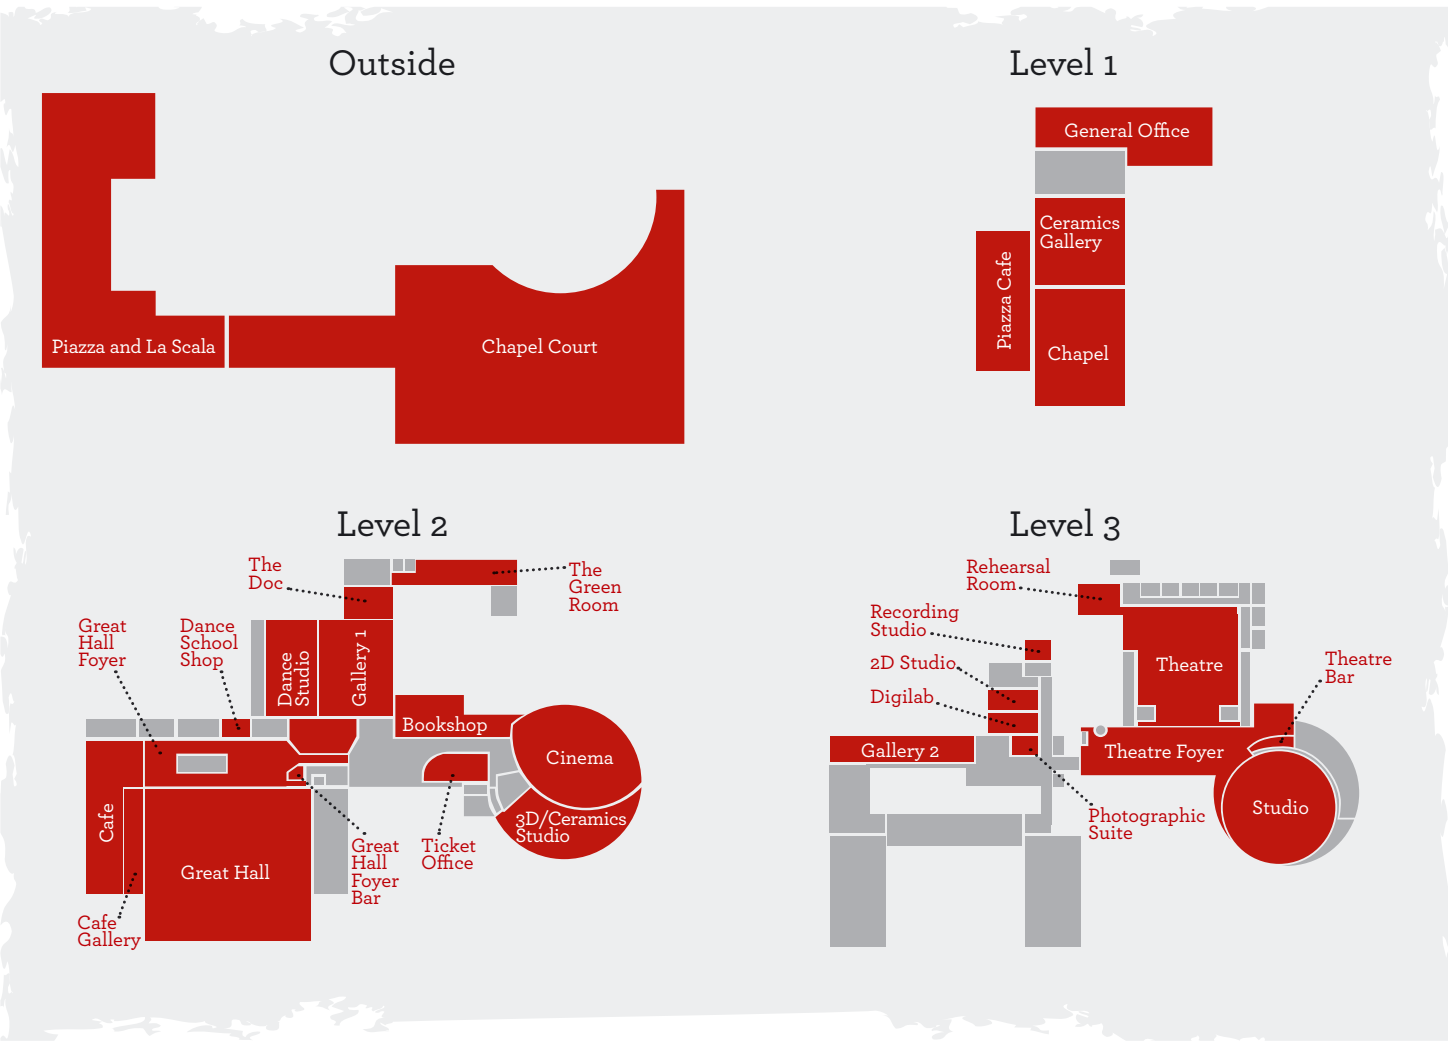 Outside
Piazza and La Scala
Chapel Court
Level 1
General Office
Ceramics
Gallery
Piazza Cafe
Chapel
Level 2
The
Doc
The
Green
Room
Great
Hall
Foyer
Dance
School
Shop
Dance
Studio
Gallery 1
Bookshop
Cinema
3D/Ceramics
Studio
Cafe
Great Hall
Great
Hall
Foyer
Bar
Ticket
Office
Cafe
Gallery
Level 3
Rehearsal
Room
Recording
Studio
2D Studio
Digilab
Theatre
Theatre
Bar
Gallery 2
Theatre Foyer
Studio
Photographic
Suite